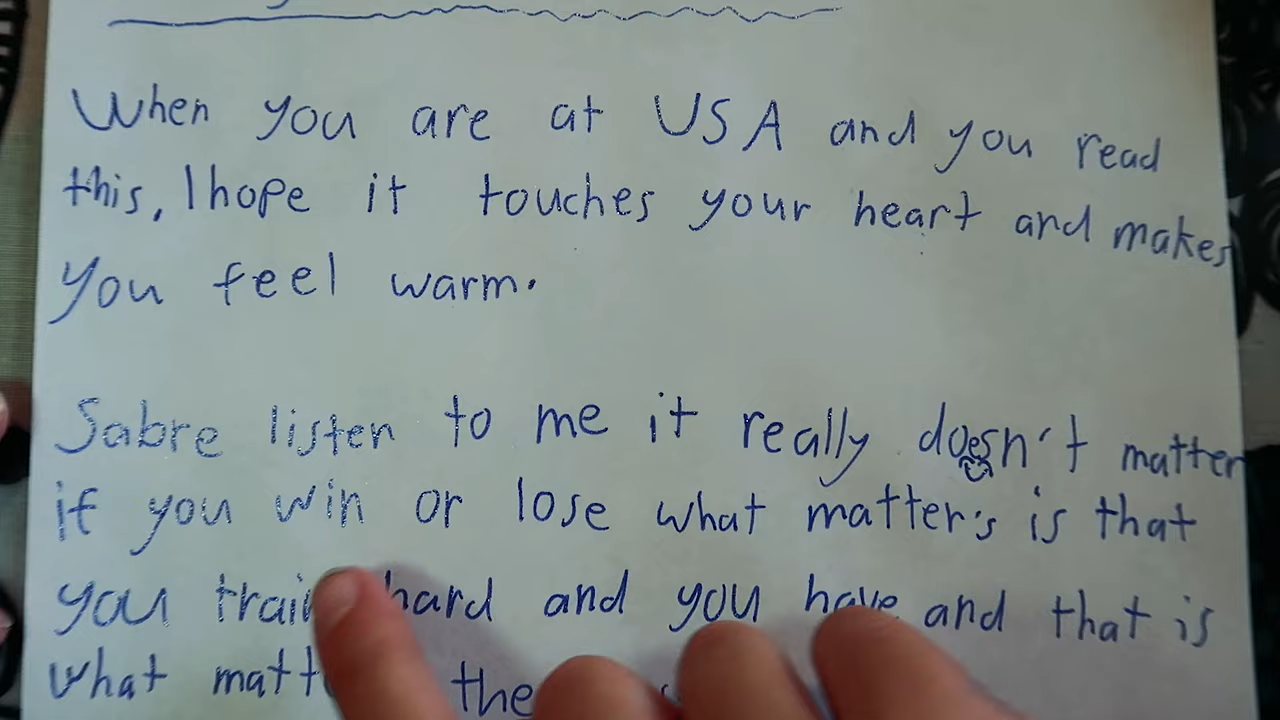 When you are at USA and you read
this, I hope it touches your heart and makes
you feel warm.
Sabre listen to me it really doesn't matter
if you win or lose what matter's is that
you train hard and you have and that is
what the